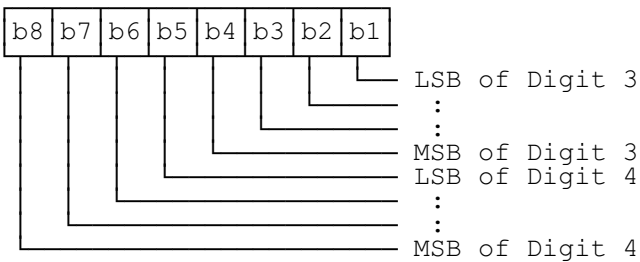 b8 b7 b6 b5 b4 b3 b2 b1
LSB of Digit 3
:
:
MSB of Digit 3
LSB of Digit 4
:
:
MSB of Digit 4